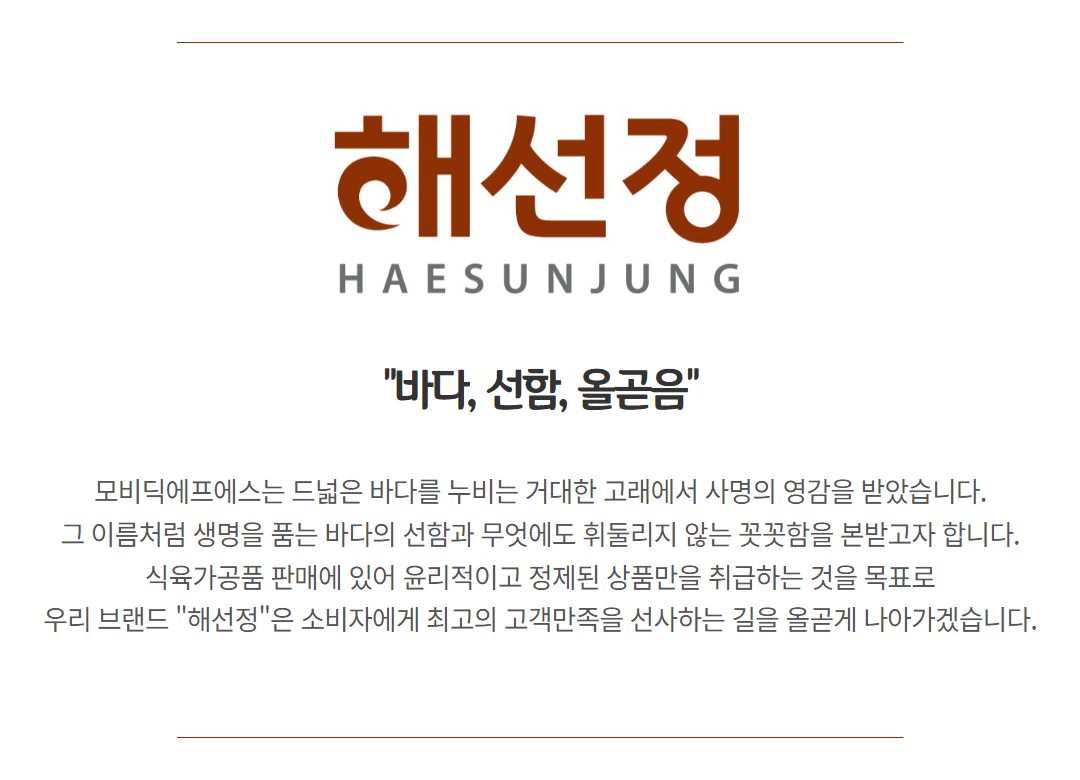 해선정
HAESUNJUNG
"바다, 선함, 올곧음"
모비딕에프에스는 드넓은 바다를 누비는 거대한 고래에서 사명의 영감을 받았습니다.
그 이름처럼 생명을 품는 바다의 선함과 무엇에도 휘둘리지 않는 꼿꼿함을 본받고자 합니다.
식육가공품 판매에 있어 윤리적이고 정제된 상품만을 취급하는 것을 목표로
우리 브랜드 "해선정"은 소비자에게 최고의 고객만족을 선사하는 길을 올곧게 나아가겠습니다.